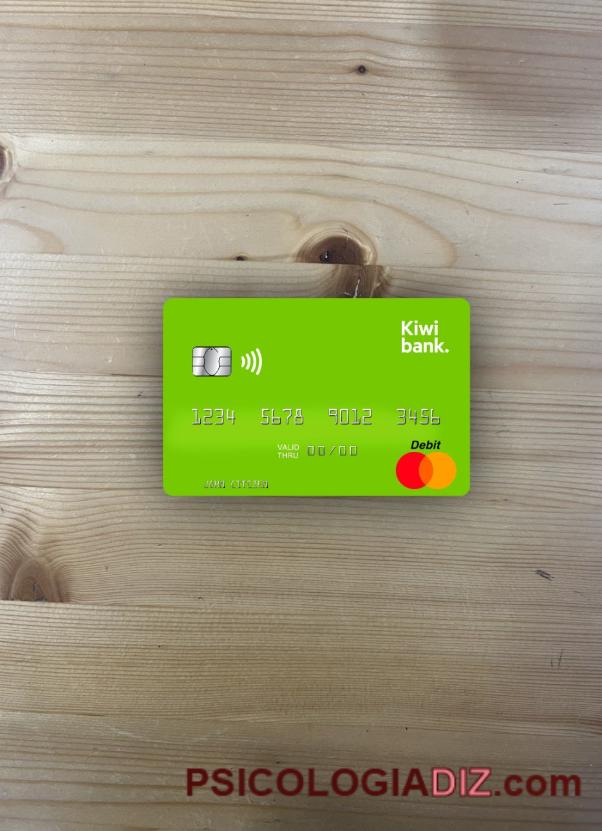 Kiwi
bank.
1234 5678 9012 3456
Debit
VALID
THRU 00/00
PSICOLOGIADIZ.com